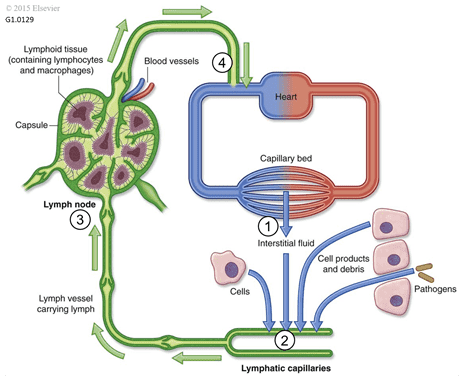 © 2015 Elsevier
G1.0129
Lymphoid tissue
(containing lymphocytes
and macrophages)
Blood vessels
4
Heart
Capsule
Capillary bed
Lymph node
3
1
Interstitial fluid
Cell products
and debris
Cells
Pathogens
Lymph vessel
carrying lymph
2
Lymphatic capillaries